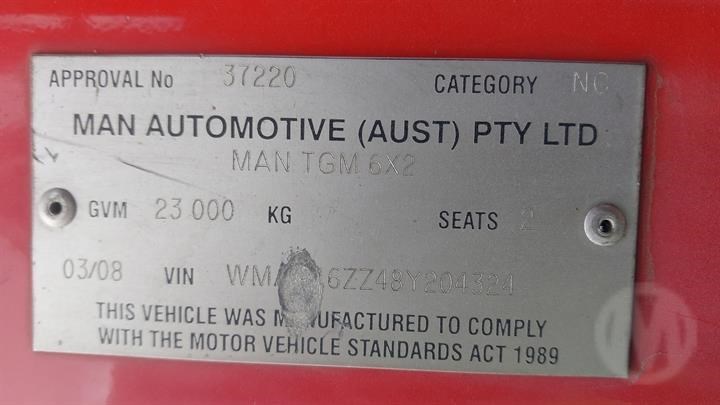 APPROVAL No 37220 CATEGORY NC
MAN AUTOMOTIVE (AUST) PTY LTD
MAN TGM 6X2
GVM 23 000 KG SEATS 2
03/08 VIN
THIS VEHICLE WAS MANUFACTURED TO COMPLY
WITH THE MOTOR VEHICLE STANDARDS ACT 1989